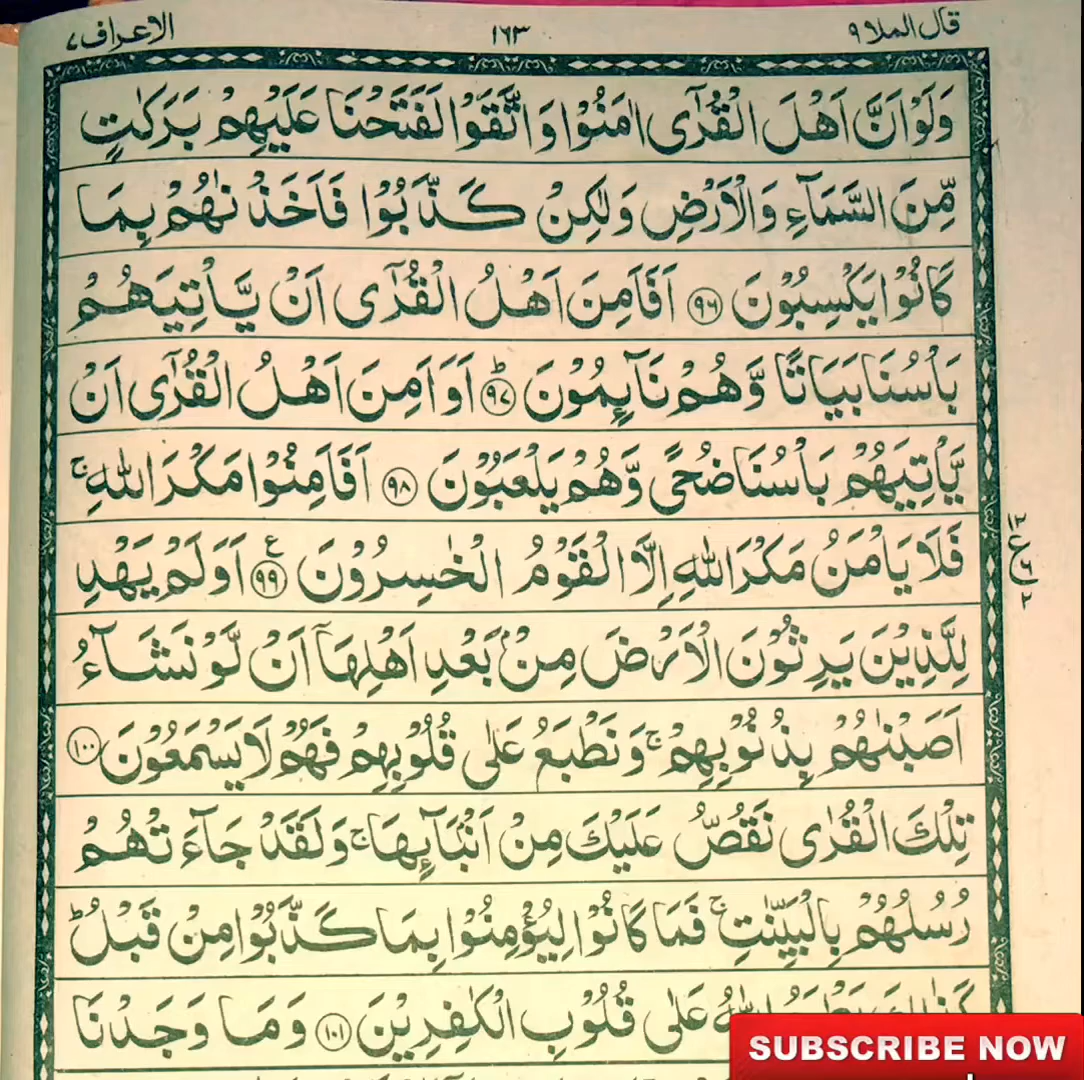 قال الملا ٩ ١٦٣ الاعراف ٧
وَلَوْ اَنَّ اَهْلَ الْقُرٰٓى اٰمَنُوْا وَاتَّقَوْا لَفَتَحْنَا عَلَيْهِمْ بَرَكٰتٍ
مِّنَ السَّمَآءِ وَالْاَرْضِ وَلٰكِنْ كَذَّبُوْا فَاَخَذْنٰهُمْ بِمَا
كَانُوْا يَكْسِبُوْنَ ﴿٩٦﴾ اَفَاَمِنَ اَهْلُ الْقُرٰٓى اَنْ يَّاْتِيَهُمْ
بَاْسُنَا بَيَاتًا وَّهُمْ نَآئِمُوْنَ ﴿٩٧﴾ؕ اَوَاَمِنَ اَهْلُ الْقُرٰٓى اَنْ
يَّاْتِيَهُمْ بَاْسُنَا ضُحًى وَّهُمْ يَلْعَبُوْنَ ﴿٩٨﴾ اَفَاَمِنُوْا مَكْرَ اللّٰهِۚ
فَلَا يَاْمَنُ مَكْرَ اللّٰهِ اِلَّا الْقَوْمُ الْخٰسِرُوْنَ ﴿٩٩﴾ع اَوَلَمْ يَهْدِ
لِلَّذِيْنَ يَرِثُوْنَ الْاَرْضَ مِنْۢ بَعْدِ اَهْلِهَآ اَنْ لَّوْ نَشَآءُ
اَصَبْنٰهُمْ بِذُنُوْبِهِمْۚ وَنَطْبَعُ عَلٰى قُلُوْبِهِمْ فَهُمْ لَا يَسْمَعُوْنَ ﴿١٠٠﴾
تِلْكَ الْقُرٰى نَقُصُّ عَلَيْكَ مِنْ اَنْۢبَآئِهَاۚ وَلَقَدْ جَآءَتْهُمْ
رُسُلُهُمْ بِالْبَيِّنٰتِۚ فَمَا كَانُوْا لِيُؤْمِنُوْا بِمَا كَذَّبُوْا مِنْ قَبْلُؕ
عَلٰى قُلُوْبِ الْكٰفِرِيْنَ ﴿١٠١﴾ وَمَا وَجَدْنَا
SUBSCRIBE NOW